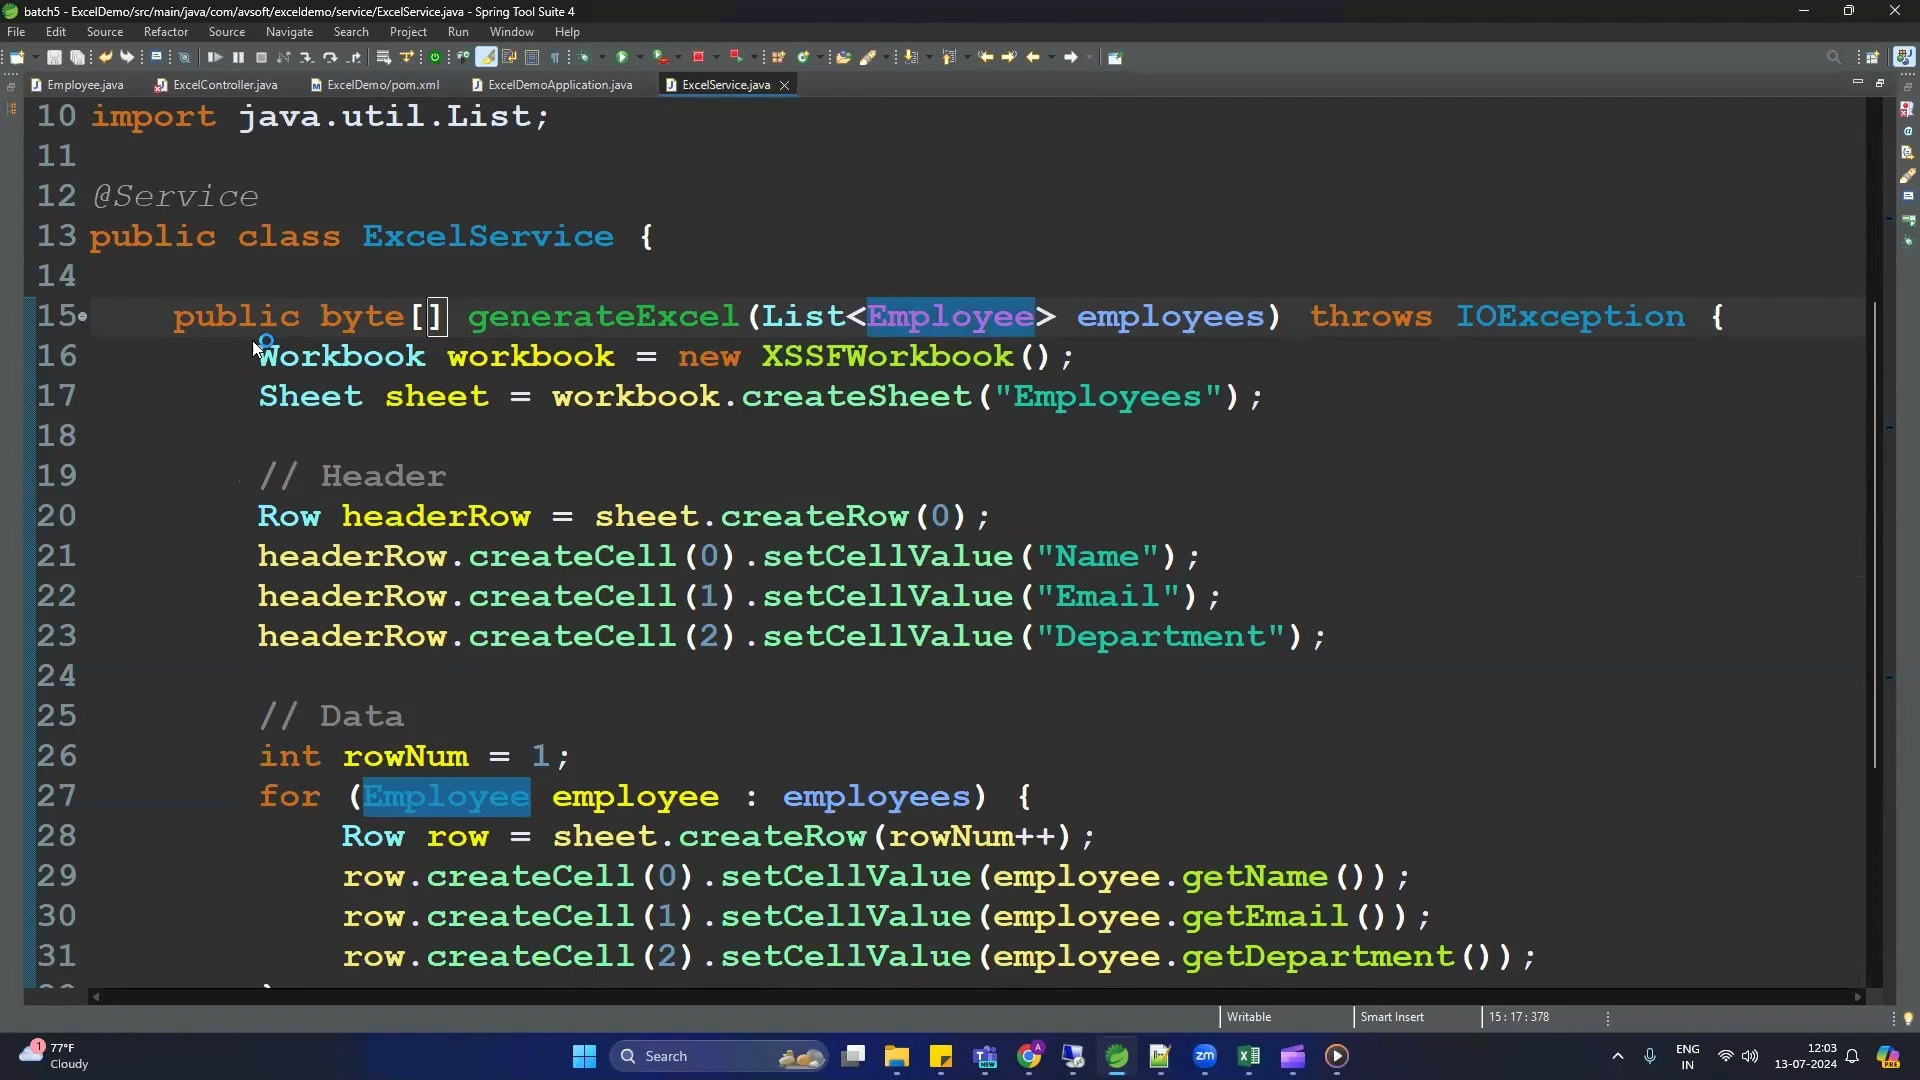 batch5 - ExcelDemo/src/main/java/com/avsoft/exceldemo/service/ExcelService.java - Spring Tool Suite 4
File Edit Source Refactor Source Navigate Search Project Run Window Help
Employee.java ExcelController.java ExcelDemo/pom.xml ExcelDemoApplication.java ExcelService.java
10 import java.util.List;
11
12 @Service
13 public class ExcelService {
14
15 public byte[] generateExcel(List<Employee> employees) throws IOException {
16 Workbook workbook = new XSSFWorkbook();
17 Sheet sheet = workbook.createSheet("Employees");
18
19 // Header
20 Row headerRow = sheet.createRow(0);
21 headerRow.createCell(0).setCellValue("Name");
22 headerRow.createCell(1).setCellValue("Email");
23 headerRow.createCell(2).setCellValue("Department");
24
25 // Data
26 int rowNum = 1;
27 for (Employee employee : employees) {
28 Row row = sheet.createRow(rowNum++);
29 row.createCell(0).setCellValue(employee.getName());
30 row.createCell(1).setCellValue(employee.getEmail());
31 row.createCell(2).setCellValue(employee.getDepartment());
Writable Smart Insert 15 : 17 : 378
1 77°F
Cloudy
Search
zm
NEW
A
ENG
IN
12:03
13-07-2024
PRE